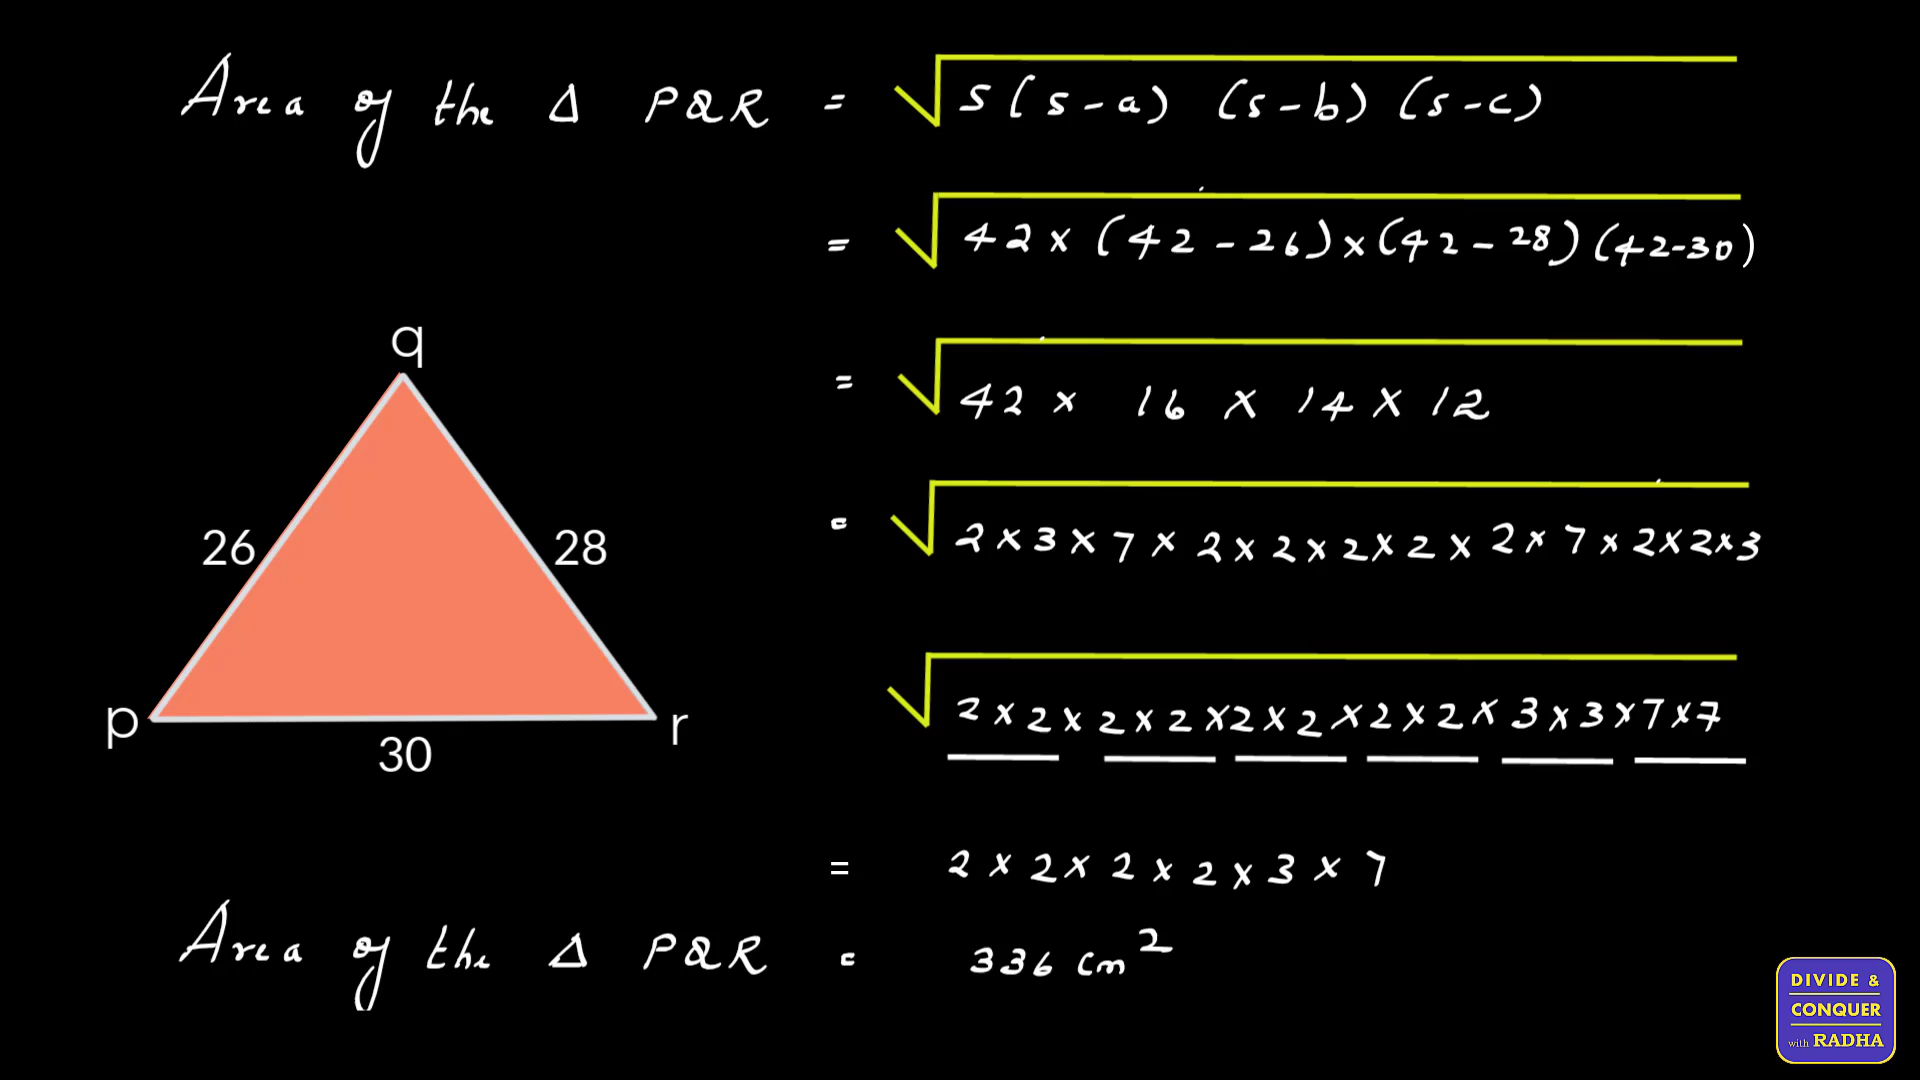 Area of the Δ PQR = √s(s-a) (s-b) (s-c)
= √42 x (42 - 26) x (42 - 28) (42-30)
= √42 x 16 x 14 x 12
= √2 x 3 x 7 x 2 x 2 x 2 x 2 x 2 x 7 x 2 x 2 x 3
√2 x 2 x 2 x 2 x 2 x 2 x 2 x 2 x 3 x 3 x 7 x 7
= 2 x 2 x 2 x 2 x 3 x 7
Area of the Δ PQR = 336 cm²
q
26
28
p
r
30
DIVIDE &
CONQUER
with RADHA